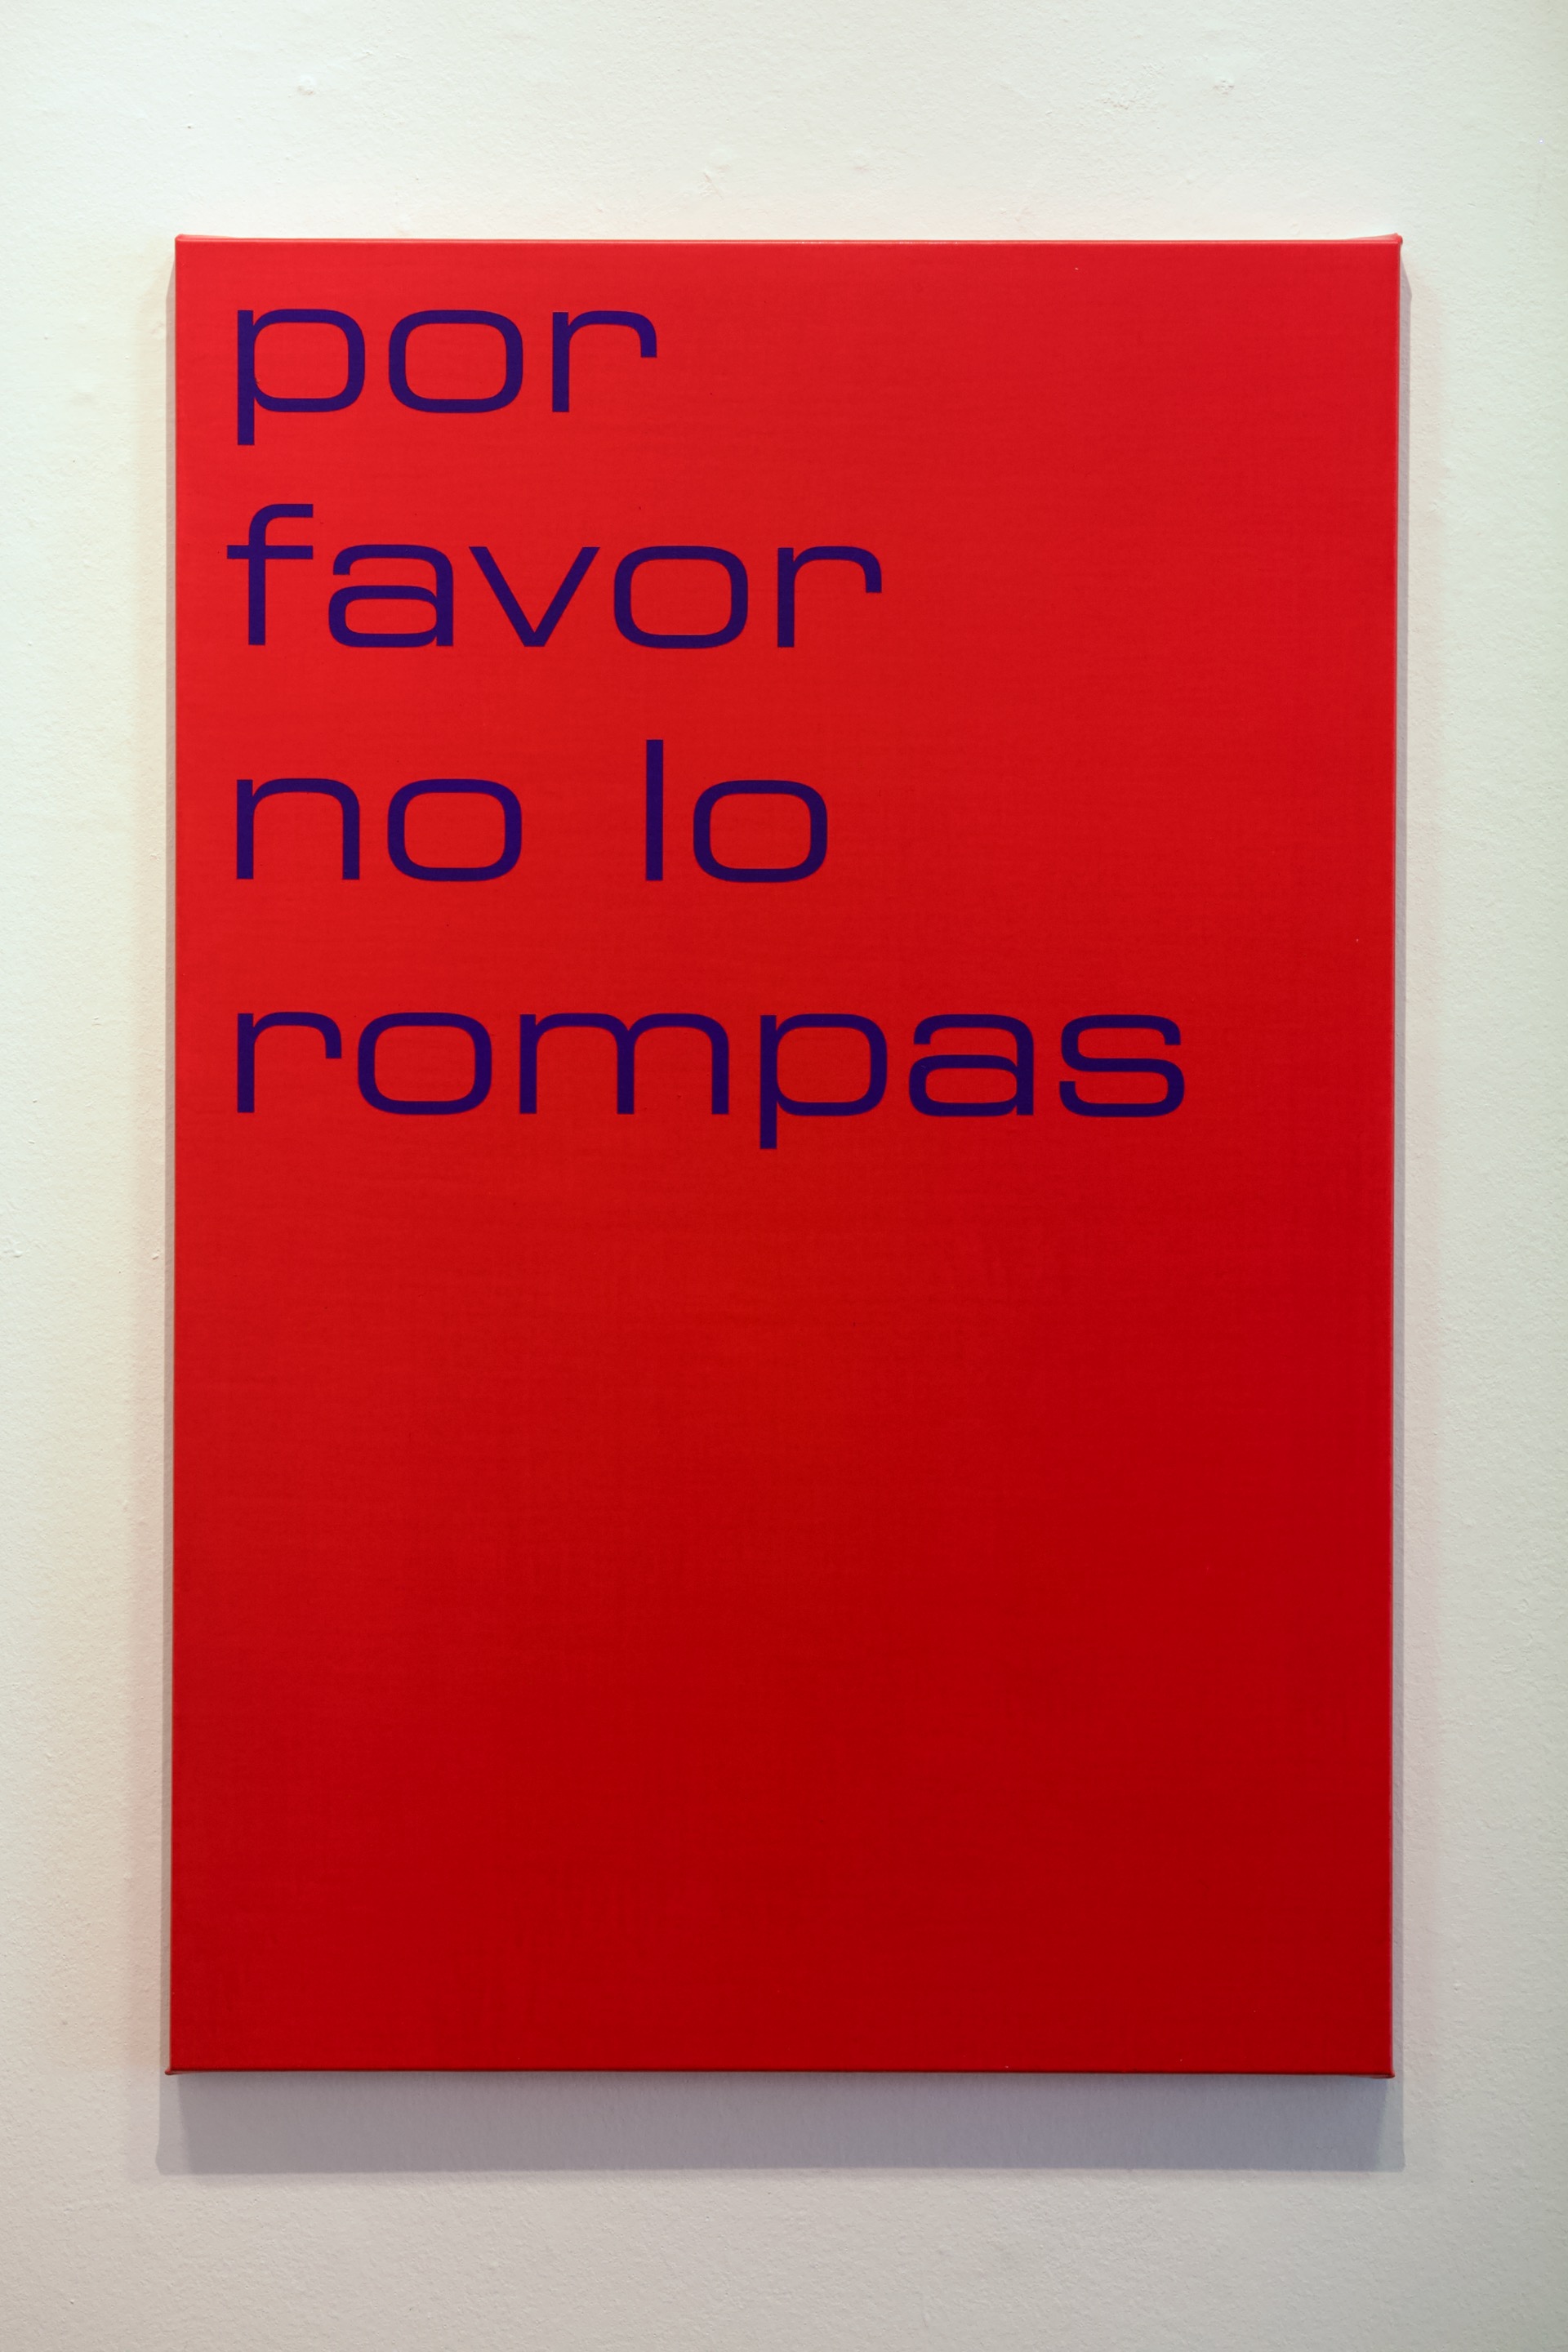 por
favor
no lo
rompas